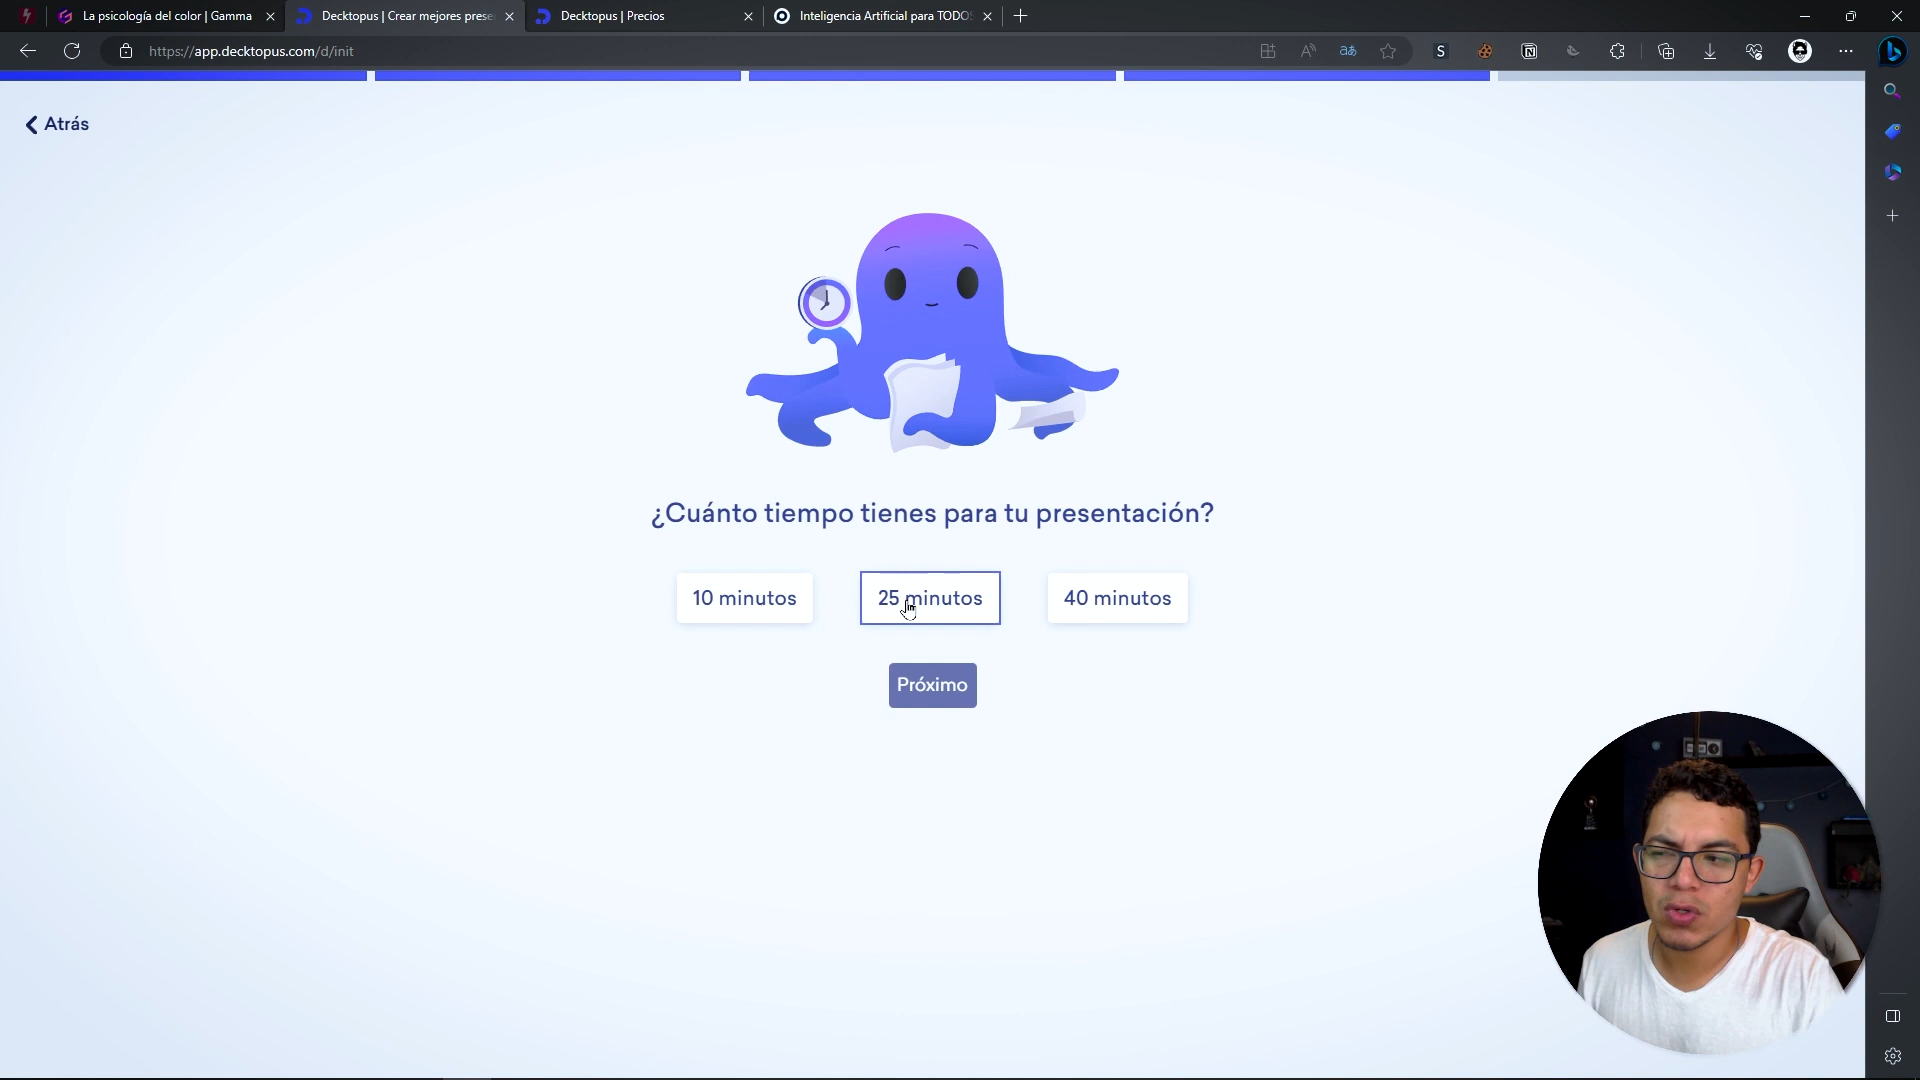 La psicología del color | Gamma
Decktopus | Crear mejores prese
Decktopus | Precios
Inteligencia Artificial para TODO
https://app.decktopus.com/d/init
Atrás
¿Cuánto tiempo tienes para tu presentación?
10 minutos
25 minutos
40 minutos
Próximo